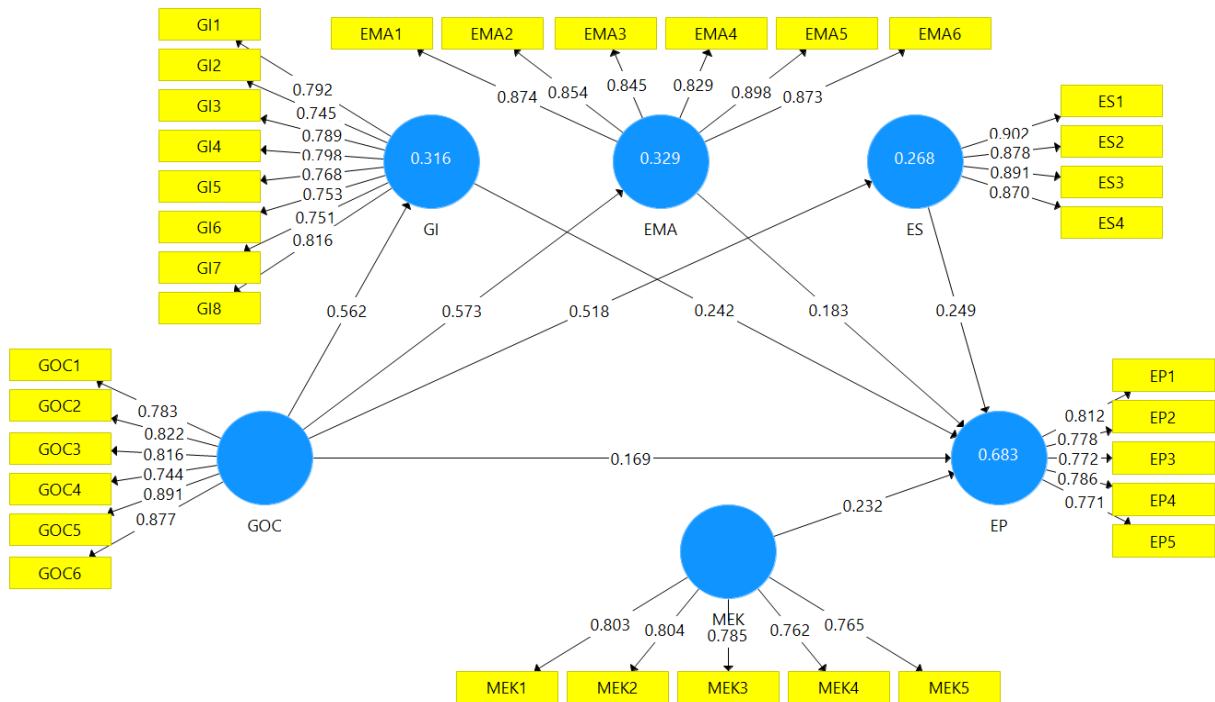 GI1
GI2
GI3
GI4
GI5
GI6
GI7
GI8
0.792
0.745
0.789
0.798
0.768
0.753
0.751
0.816
0.316
GI
EMA1
EMA2
EMA3
EMA4
EMA5
EMA6
0.874
0.854
0.845
0.829
0.898
0.873
0.329
EMA
0.268
ES
0.902
0.878
0.891
0.870
ES1
ES2
ES3
ES4
0.562
0.573
0.518
0.242
0.183
0.249
GOC1
GOC2
GOC3
GOC4
GOC5
GOC6
0.783
0.822
0.816
0.744
0.891
0.877
GOC
0.169
0.232
0.683
EP
0.812
0.778
0.772
0.786
0.771
EP1
EP2
EP3
EP4
EP5
MEK
0.803
0.804
0.785
0.762
0.765
MEK1
MEK2
MEK3
MEK4
MEK5